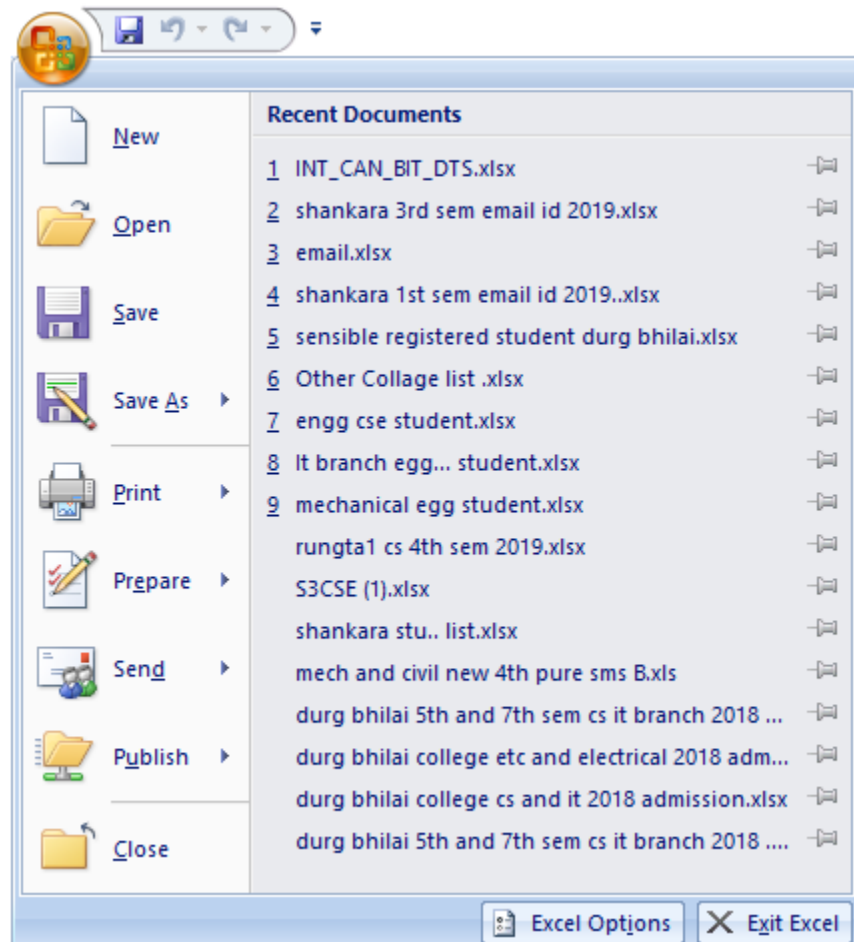 New
Open
Save
Save As
Print
Prepare
Send
Publish
Close
Recent Documents
1 INT_CAN_BIT_DTS.xlsx
2 shankara 3rd sem email id 2019.xlsx
3 email.xlsx
4 shankara 1st sem email id 2019..xlsx
5 sensible registered student durg bhilai.xlsx
6 Other Collage list .xlsx
7 engg cse student.xlsx
8 It branch egg... student.xlsx
9 mechanical egg student.xlsx
rungta1 cs 4th sem 2019.xlsx
S3CSE (1).xlsx
shankara stu.. list.xlsx
mech and civil new 4th pure sms B.xls
durg bhilai 5th and 7th sem cs it branch 2018 ...
durg bhilai college etc and electrical 2018 adm...
durg bhilai college cs and it 2018 admission.xlsx
durg bhilai 5th and 7th sem cs it branch 2018 ....
Excel Options
Exit Excel